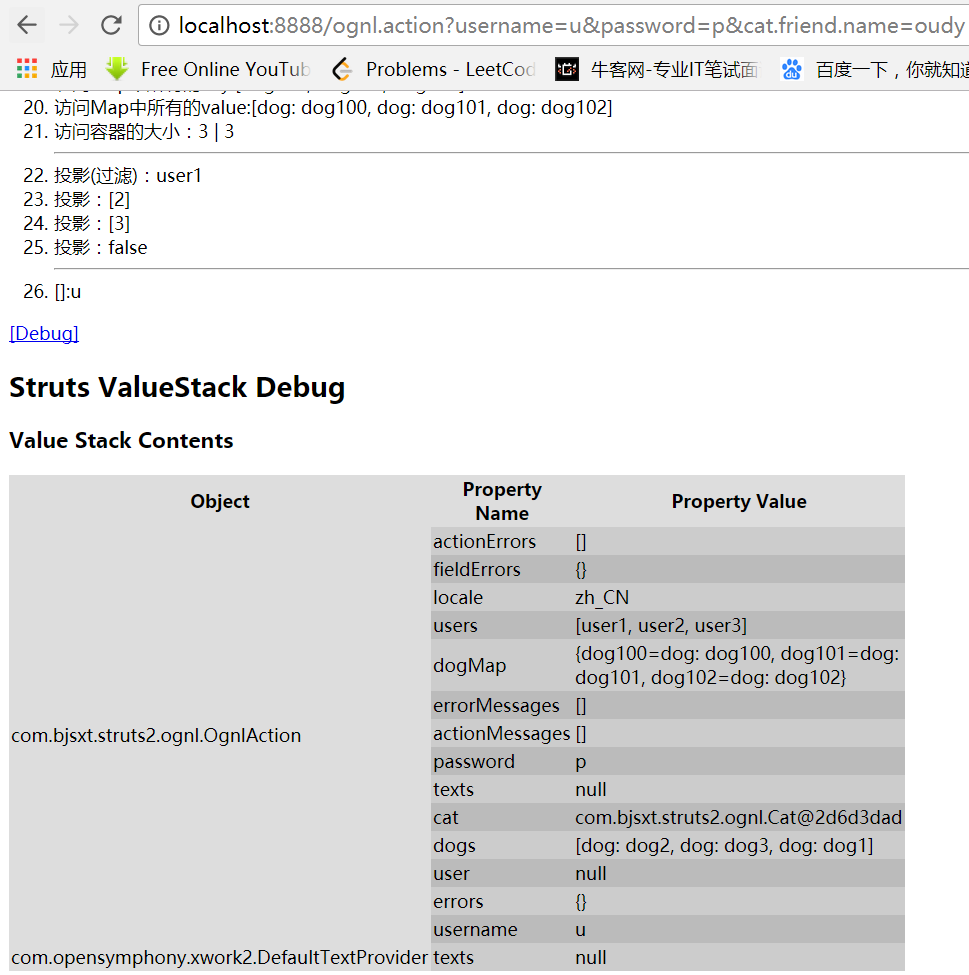 localhost:8888/ognl.action?username=u&password=p&cat.friend.name=oudy
应用 Free Online YouTub Problems - LeetCod 牛客网-专业IT笔试面 百度一下，你就知道
20. 访问Map中所有的value:[dog: dog100, dog: dog101, dog: dog102]
21. 访问容器的大小：3 | 3
22. 投影(过滤)：user1
23. 投影：[2]
24. 投影：[3]
25. 投影：false
26. []:u
[Debug]
Struts ValueStack Debug
Value Stack Contents
Object Property Name Property Value
com.bjsxt.struts2.ognl.OgnlAction
actionErrors []
fieldErrors {}
locale zh_CN
users [user1, user2, user3]
dogMap {dog100=dog: dog100, dog101=dog:
dog101, dog102=dog: dog102}
errorMessages []
actionMessages []
password p
texts null
cat com.bjsxt.struts2.ognl.Cat@2d6d3dad
dogs [dog: dog2, dog: dog3, dog: dog1]
user null
errors {}
username u
com.opensymphony.xwork2.DefaultTextProvider texts null